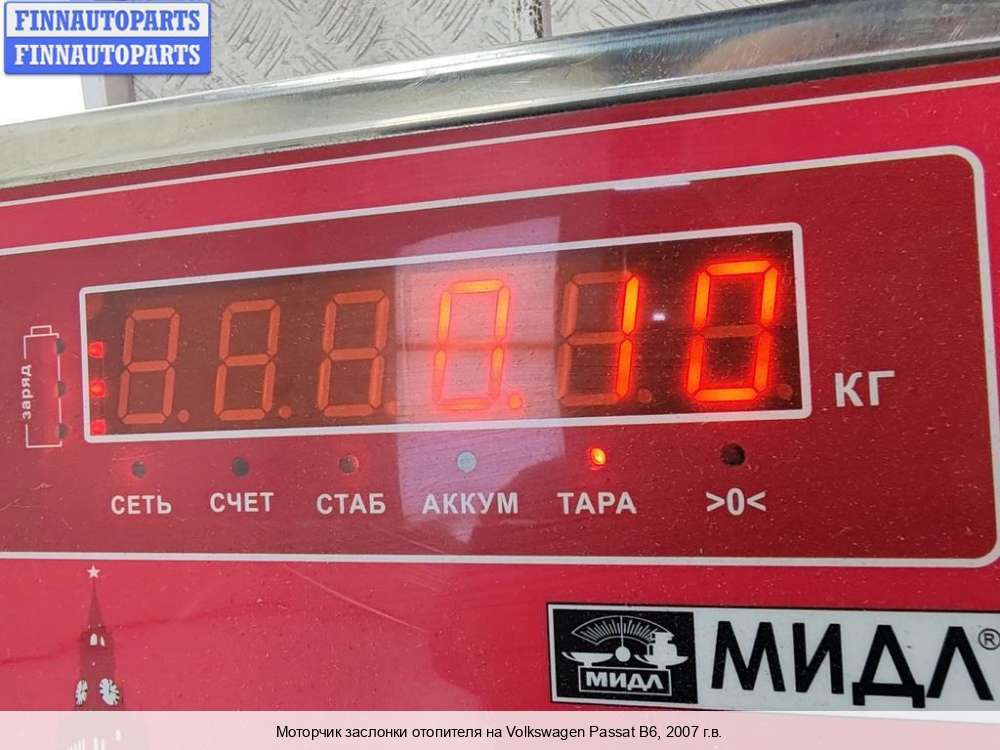 FINNAUTOPARTS
FINNAUTOPARTS
0.10
КГ
заряд
СЕТЬ СЧЕТ СТАБ АККУМ ТАРА >0<
МИДЛ МИДЛ®
Моторчик заслонки отопителя на Volkswagen Passat B6, 2007 г.в.